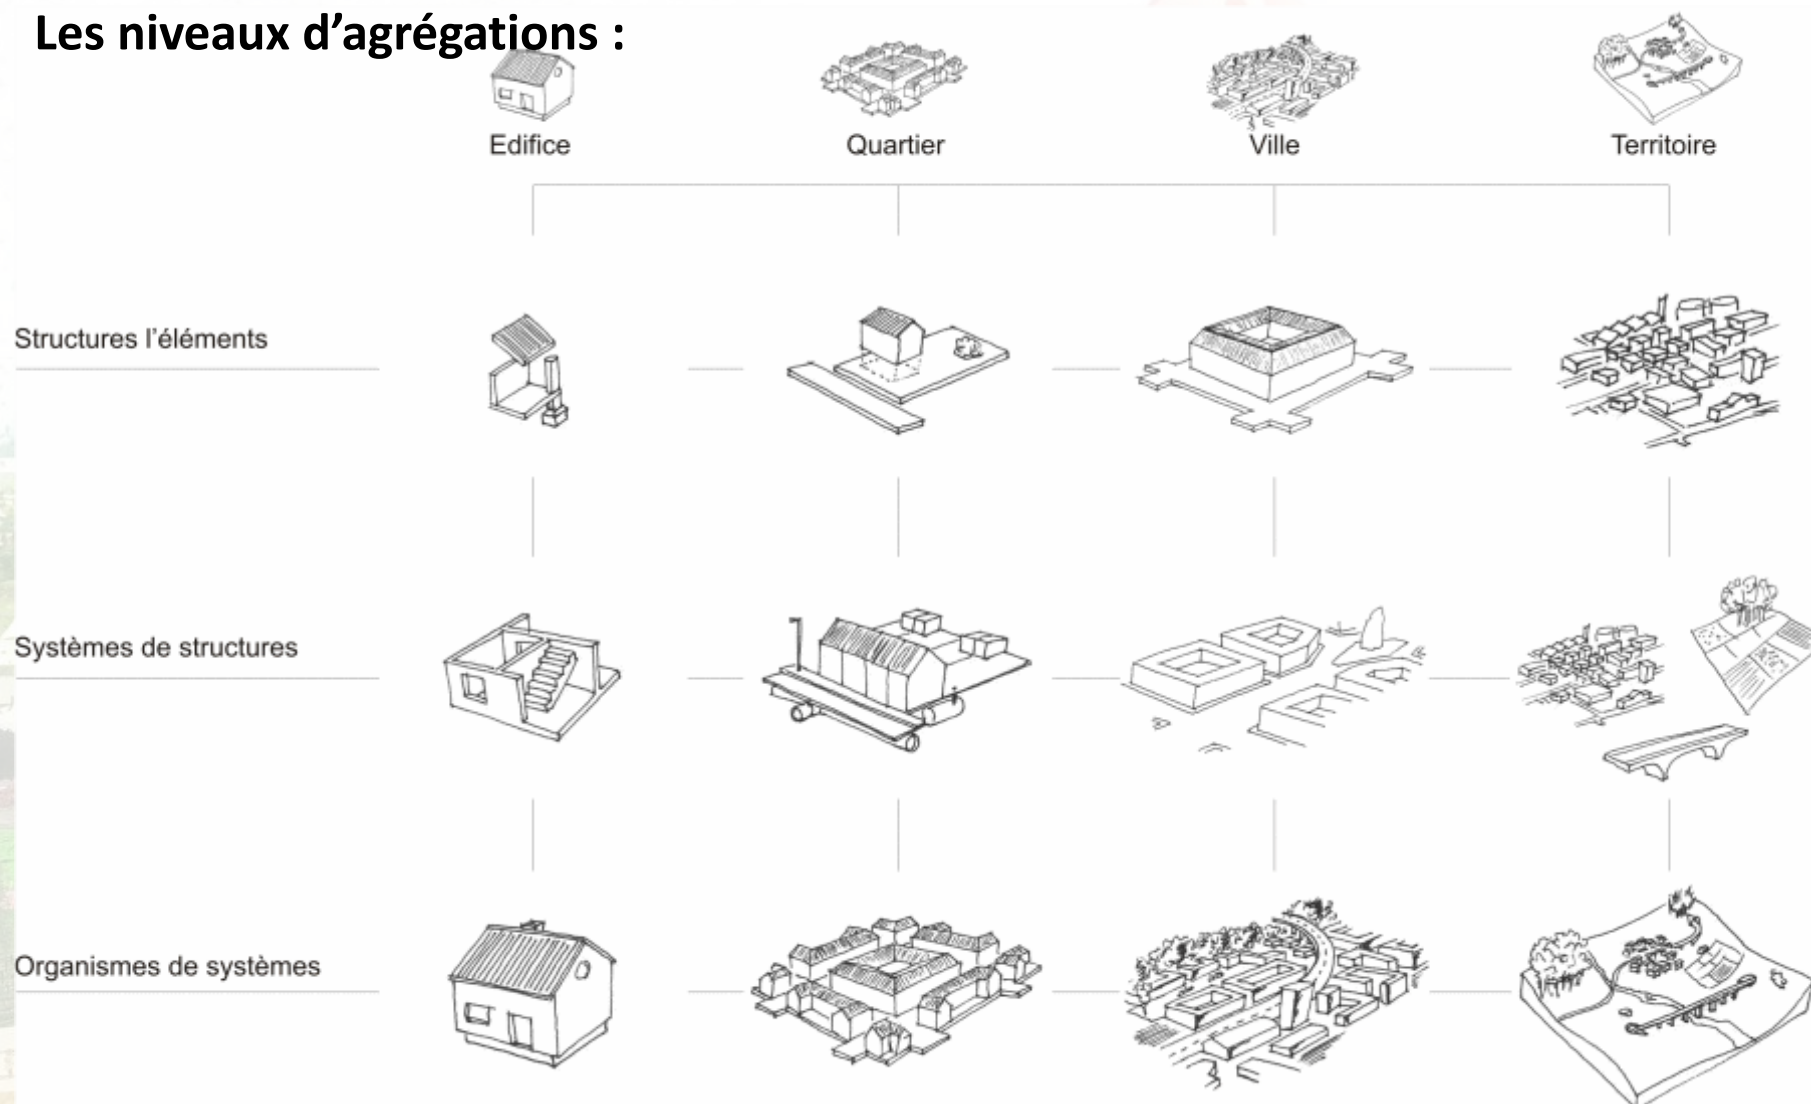 Les niveaux d’agrégations :
Edifice
Quartier
Ville
Territoire
Structures l’éléments
Systèmes de structures
Organismes de systèmes